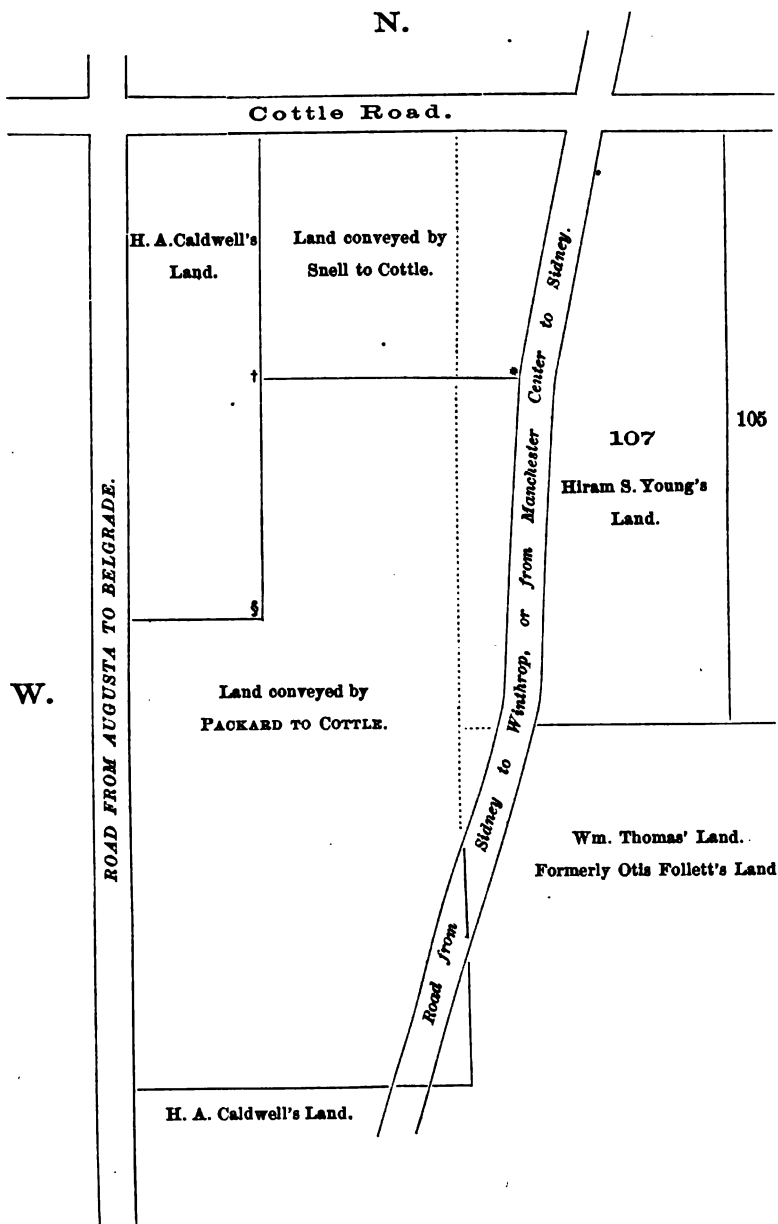 N.
Cottle Road.
H. A. Caldwell's
Land.
Land conveyed by
Snell to Cottle.
†
*
107
105
Hiram S. Young's
Land.
§
W.
ROAD FROM AUGUSTA TO BELGRADE.
Land conveyed by
PACKARD TO COTTLE.
Road from Sidney to Winthrop, or from Manchester Center to Sidney.
Wm. Thomas' Land.
Formerly Otis Follett's Land
H. A. Caldwell's Land.